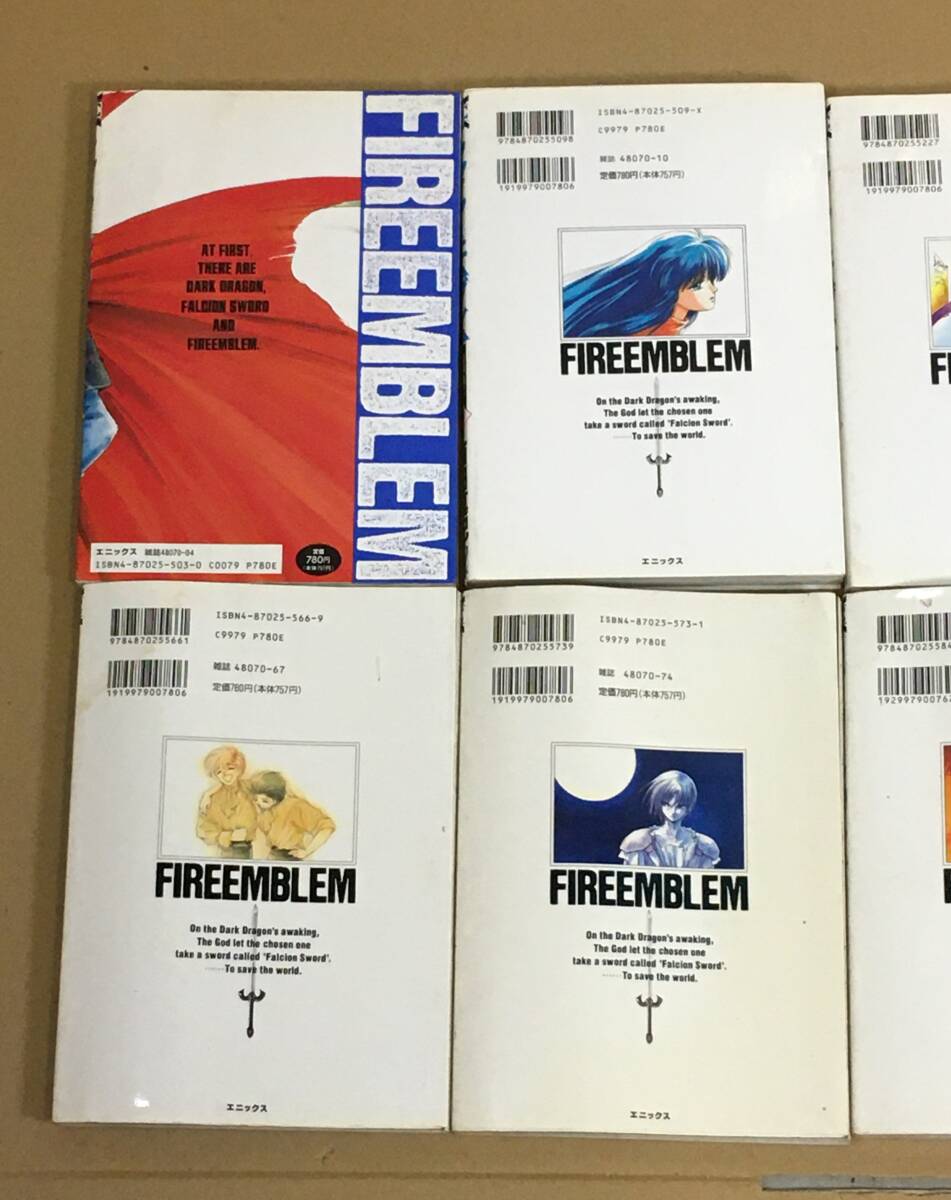 FIREEMBLEM
AT FIRST,
THERE ARE
DARK DRAGON,
FALCION SWORD
AND
FIREEMBLEM.
エニックス 雑誌48070-04
ISBN4-87025-503-0 C0079 P780E
定価
780円
(本体757円)
ISBN4-87025-509-X
C9979 P780E
9784870255098
雑誌 48070-10
定価780円(本体757円)
1919979007806
FIREEMBLEM
On the Dark Dragon's awaking,
The God let the chosen one
take a sword called 'Falcion Sword'.
To save the world.
エニックス
9784870255227
1919979007806
ISBN4-87025-566-9
C9979 P780E
9784870255661
雑誌 48070-67
定価780円(本体757円)
1919979007806
FIREEMBLEM
On the Dark Dragon's awaking,
The God let the chosen one
take a sword called 'Falcion Sword'.
To save the world.
エニックス
ISBN4-87025-573-1
C9979 P780E
9784870255739
雑誌 48070-74
定価780円(本体757円)
1919979007806
FIREEMBLEM
On the Dark Dragon's awaking,
The God let the chosen one
take a sword called 'Falcion Sword'.
To save the world.
エニックス